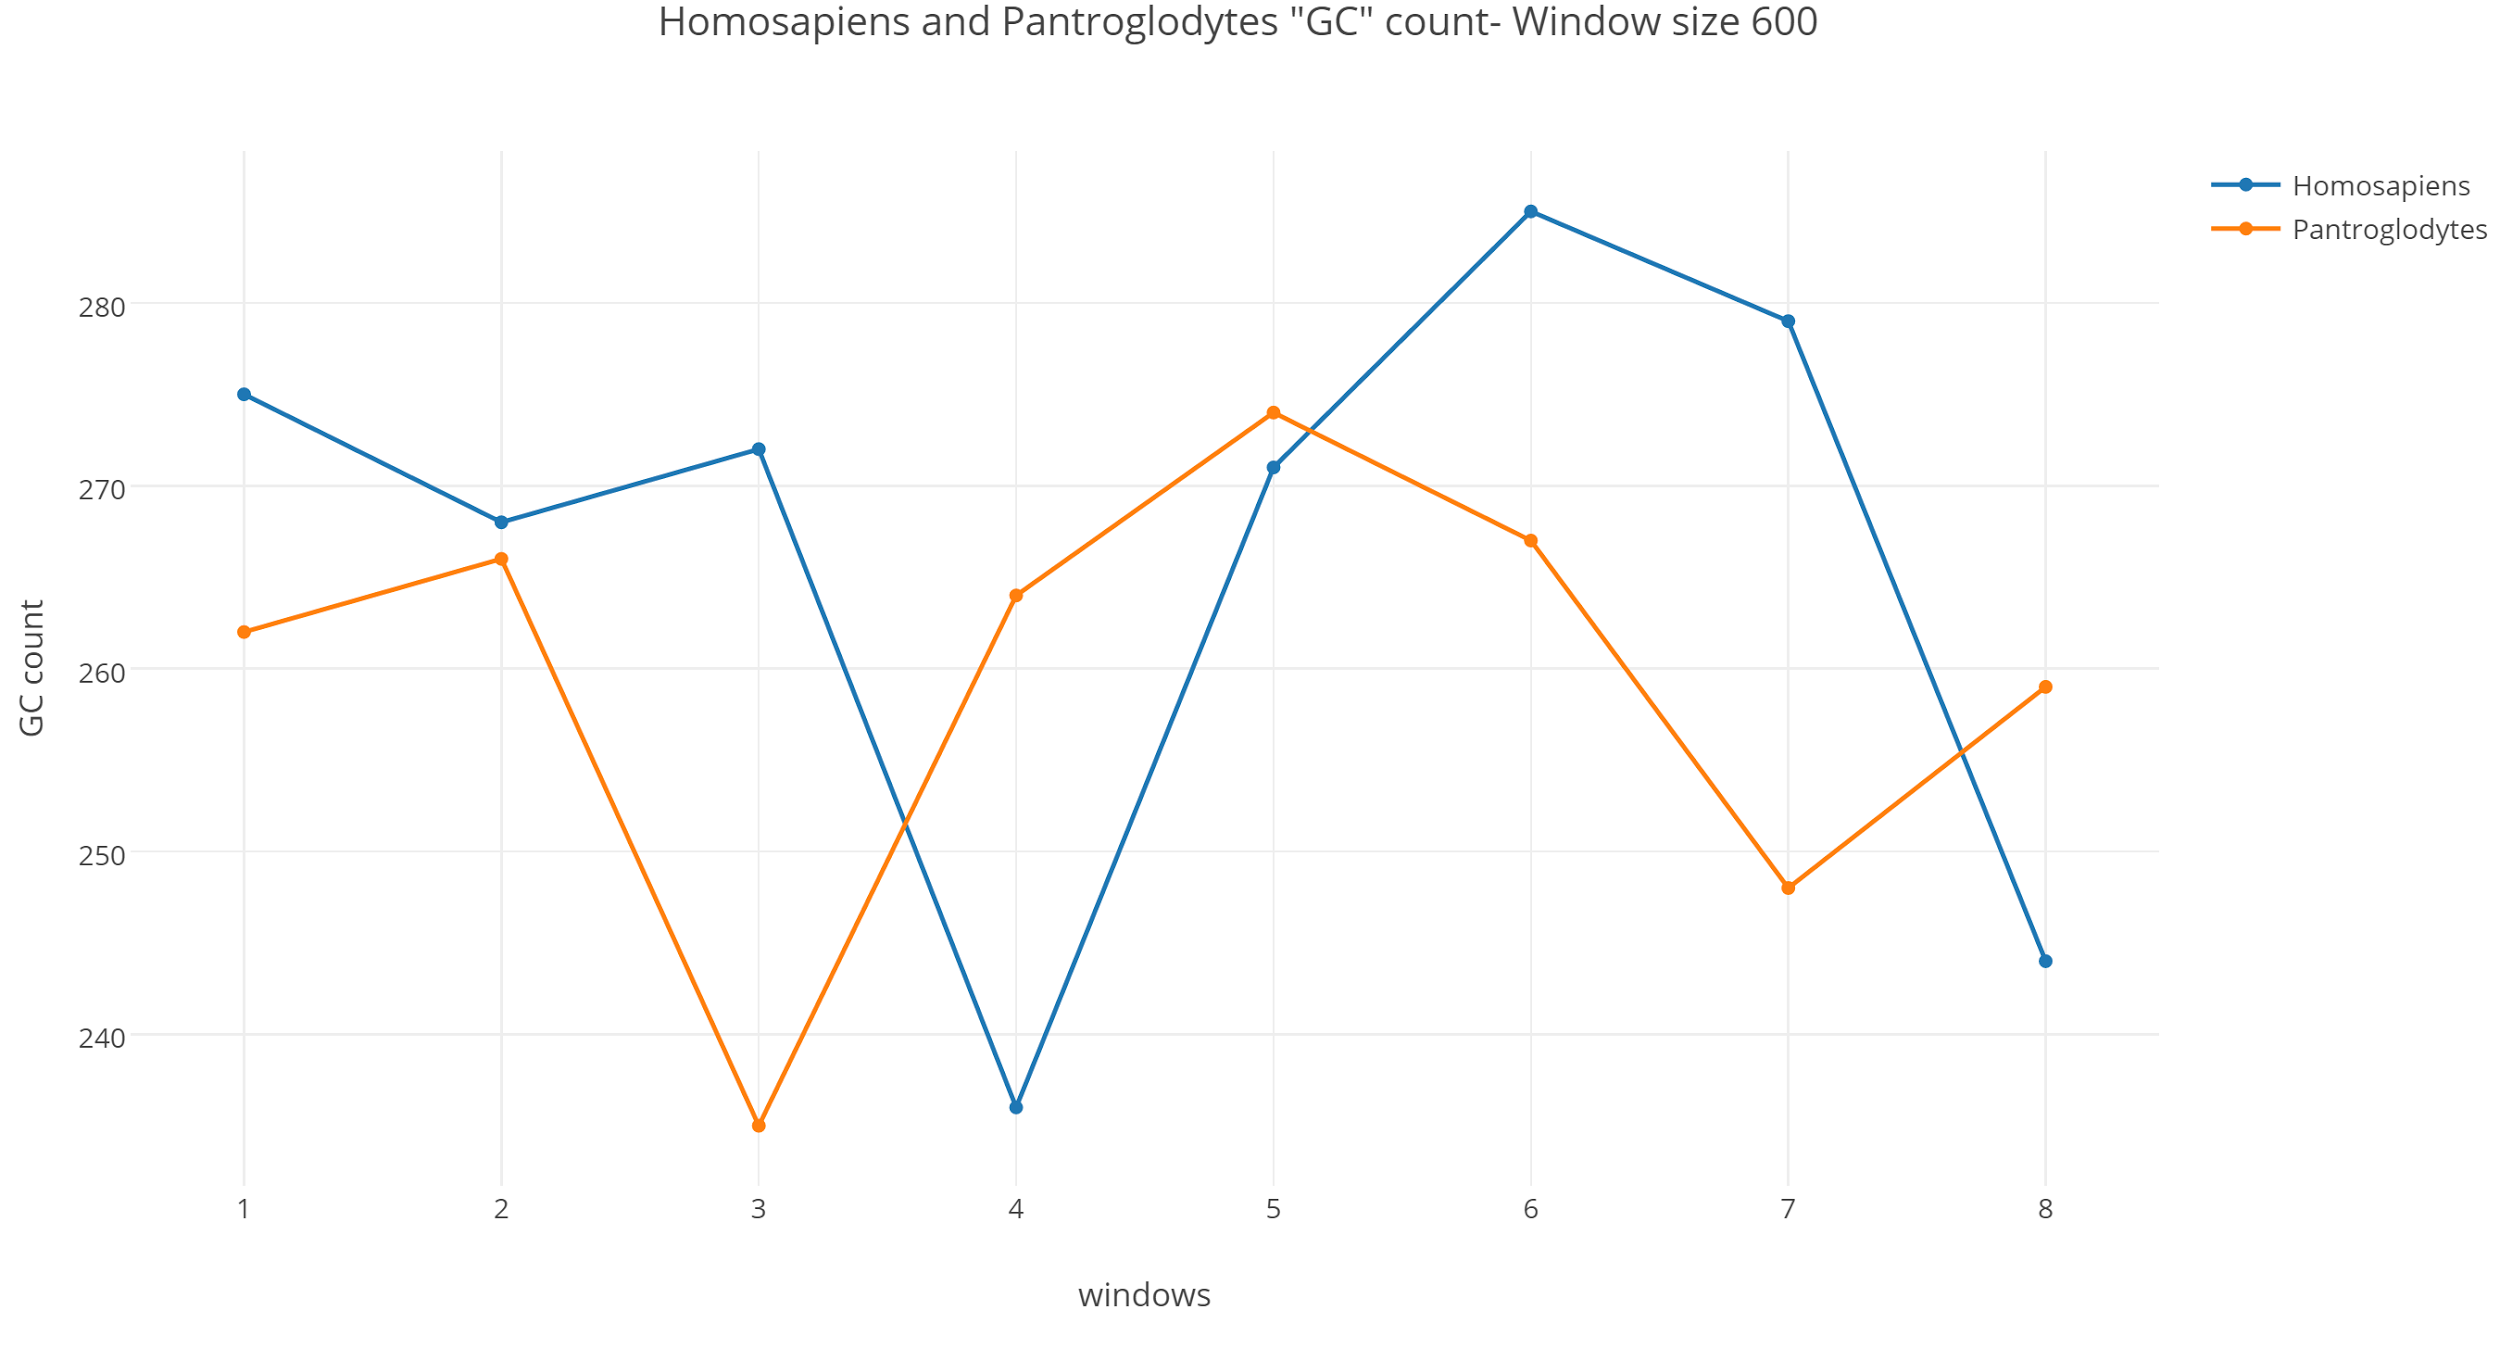 Homosapiens and Pantroglodytes "GC" count- Window size 600
Homosapiens
Pantroglodytes
280
270
260
250
240
GC count
1 2 3 4 5 6 7 8
windows